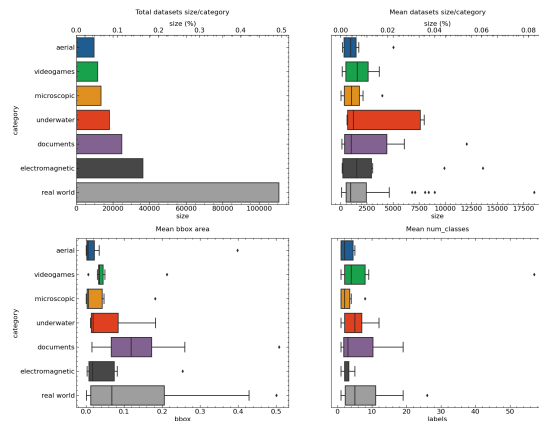 Total datasets size/category
size (%)
0.0 0.1 0.2 0.3 0.4 0.5
aerial
videogames
microscopic
underwater
documents
electromagnetic
real world
category
0 20000 40000 60000 80000 100000
size
Mean datasets size/category
size (%)
0.00 0.02 0.04 0.06 0.08
0 2500 5000 7500 10000 12500 15000 17500
size
Mean bbox area
aerial
videogames
microscopic
underwater
documents
electromagnetic
real world
category
0.0 0.1 0.2 0.3 0.4 0.5
bbox
Mean num_classes
0 10 20 30 40 50
labels